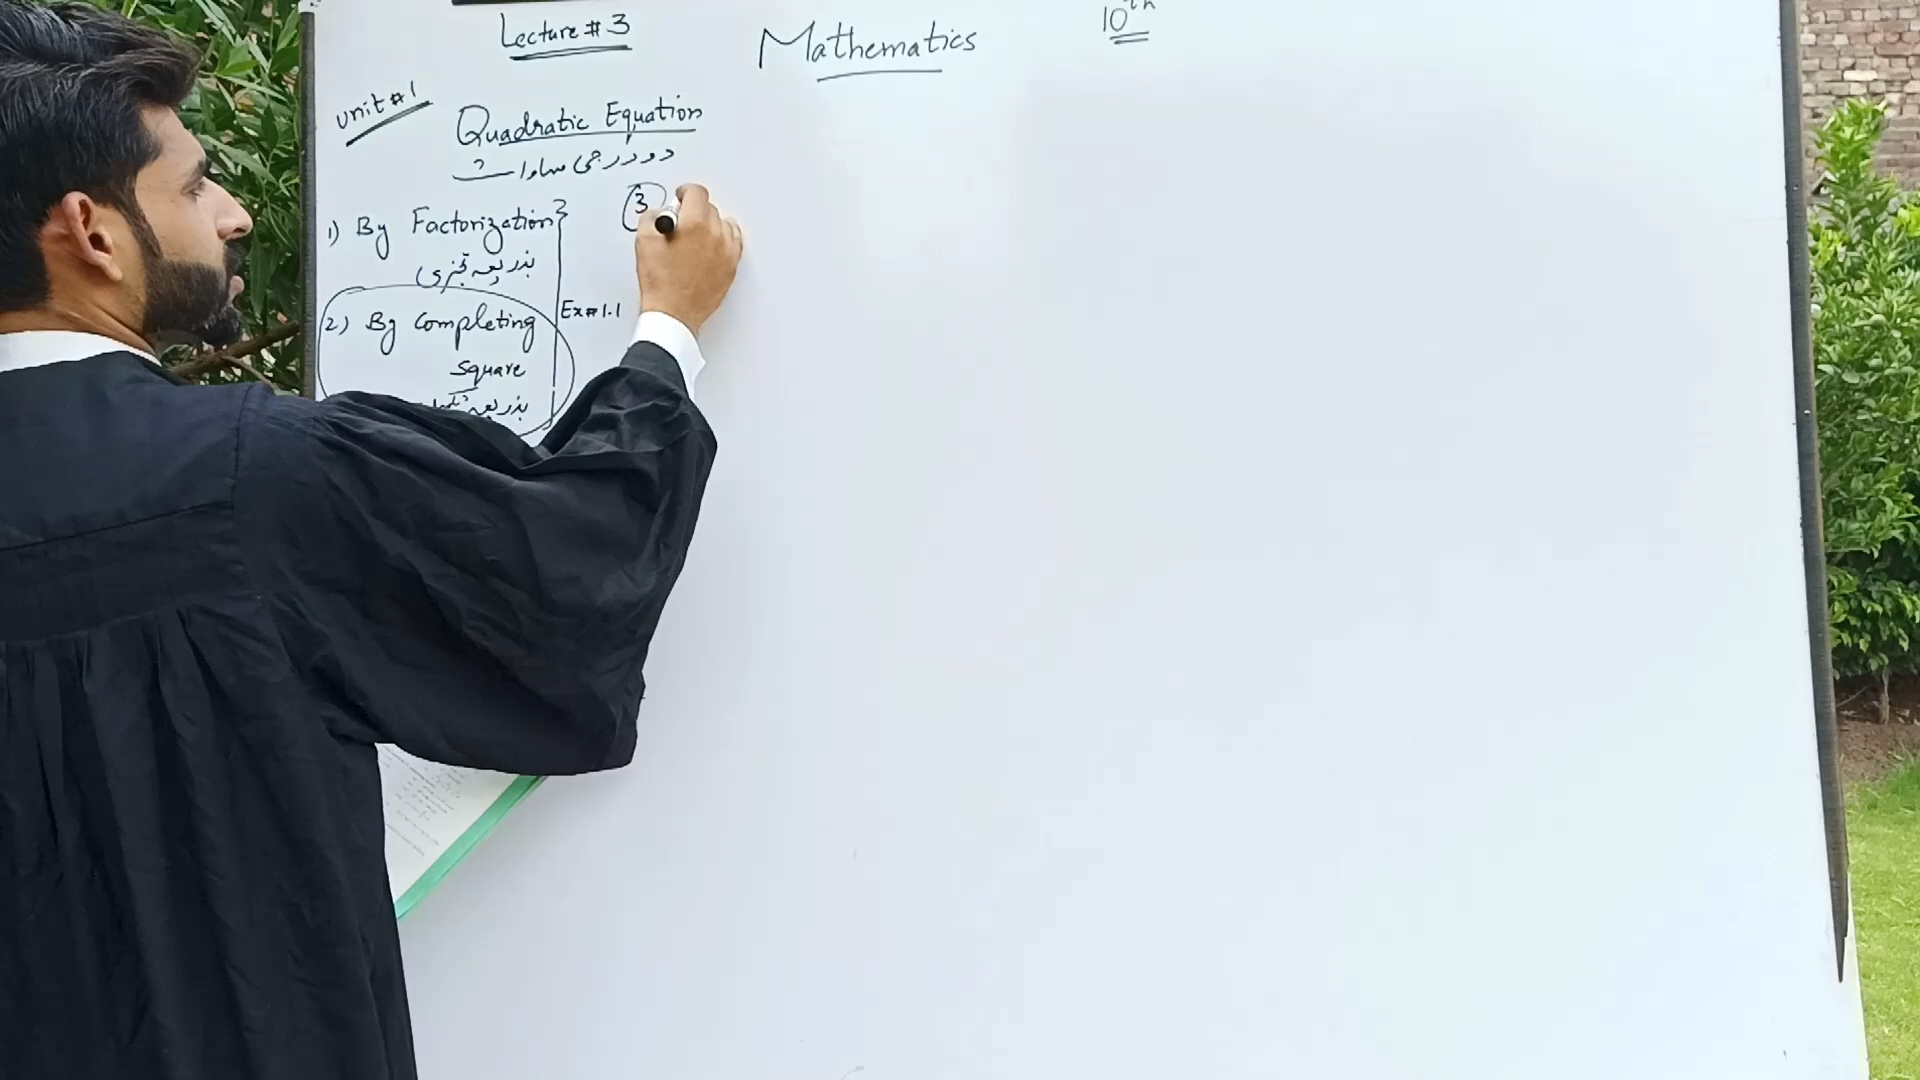 Lecture # 3
Mathematics
10th
Unit # 1
Quadratic Equation
دو درجی مساوات
1) By Factorization
بذریعہ تجزی
2) By Completing
Square
بذریعہ
Ex # 1.1
3